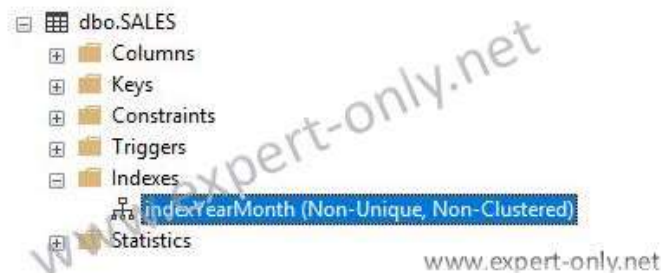 dbo.SALES
Columns
Keys
Constraints
Triggers
Indexes
indexYearMonth (Non-Unique, Non-Clustered)
Statistics
www.expert-only.net
www.expert-only.net